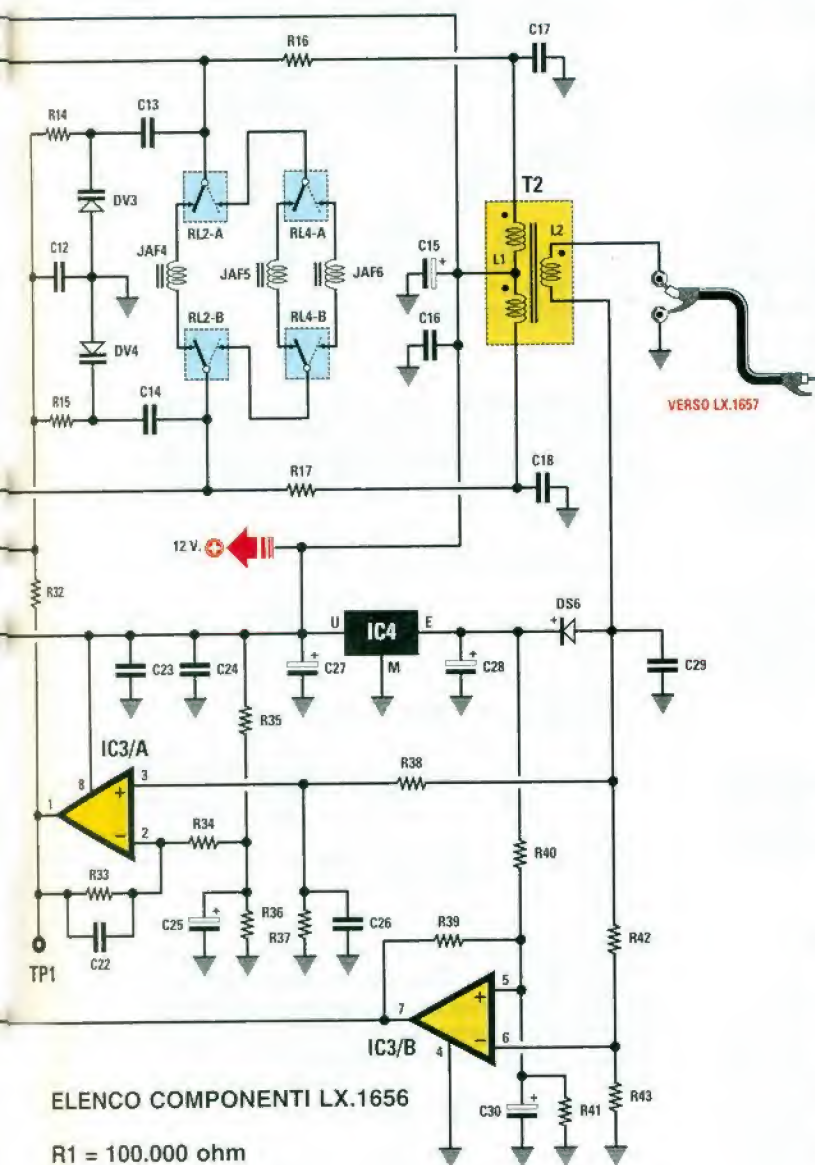 R16
C17
R14
C13
T2
DV3
RL2-A
RL4-A
C12
JAF4
JAF5
JAF6
C15
+
L1
L2
RL2-B
RL4-B
C16
DV4
R15
C14
VERSO LX.1657
R17
C18
12 V. +
R32
DS6
U
IC4
E
+
M
C23
C24
+
C27
+
C28
C29
R35
IC3/A
R38
8
3
+
1
2
−
R34
R40
R33
C25
+
R36
R37
C26
R39
R42
C22
TP1
5
+
7
6
−
IC3/B
4
R43
ELENCO COMPONENTI LX.1656
C30
+
R41
R1 = 100.000 ohm